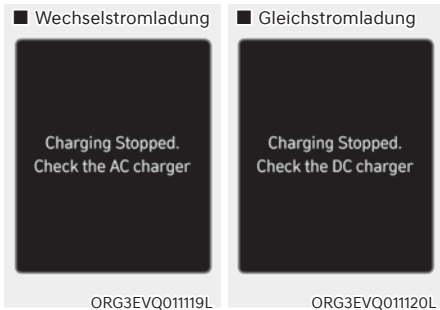 ■ Wechselstromladung
Charging Stopped.
Check the AC charger
ORG3EVQ011119L
■ Gleichstromladung
Charging Stopped.
Check the DC charger
ORG3EVQ011120L